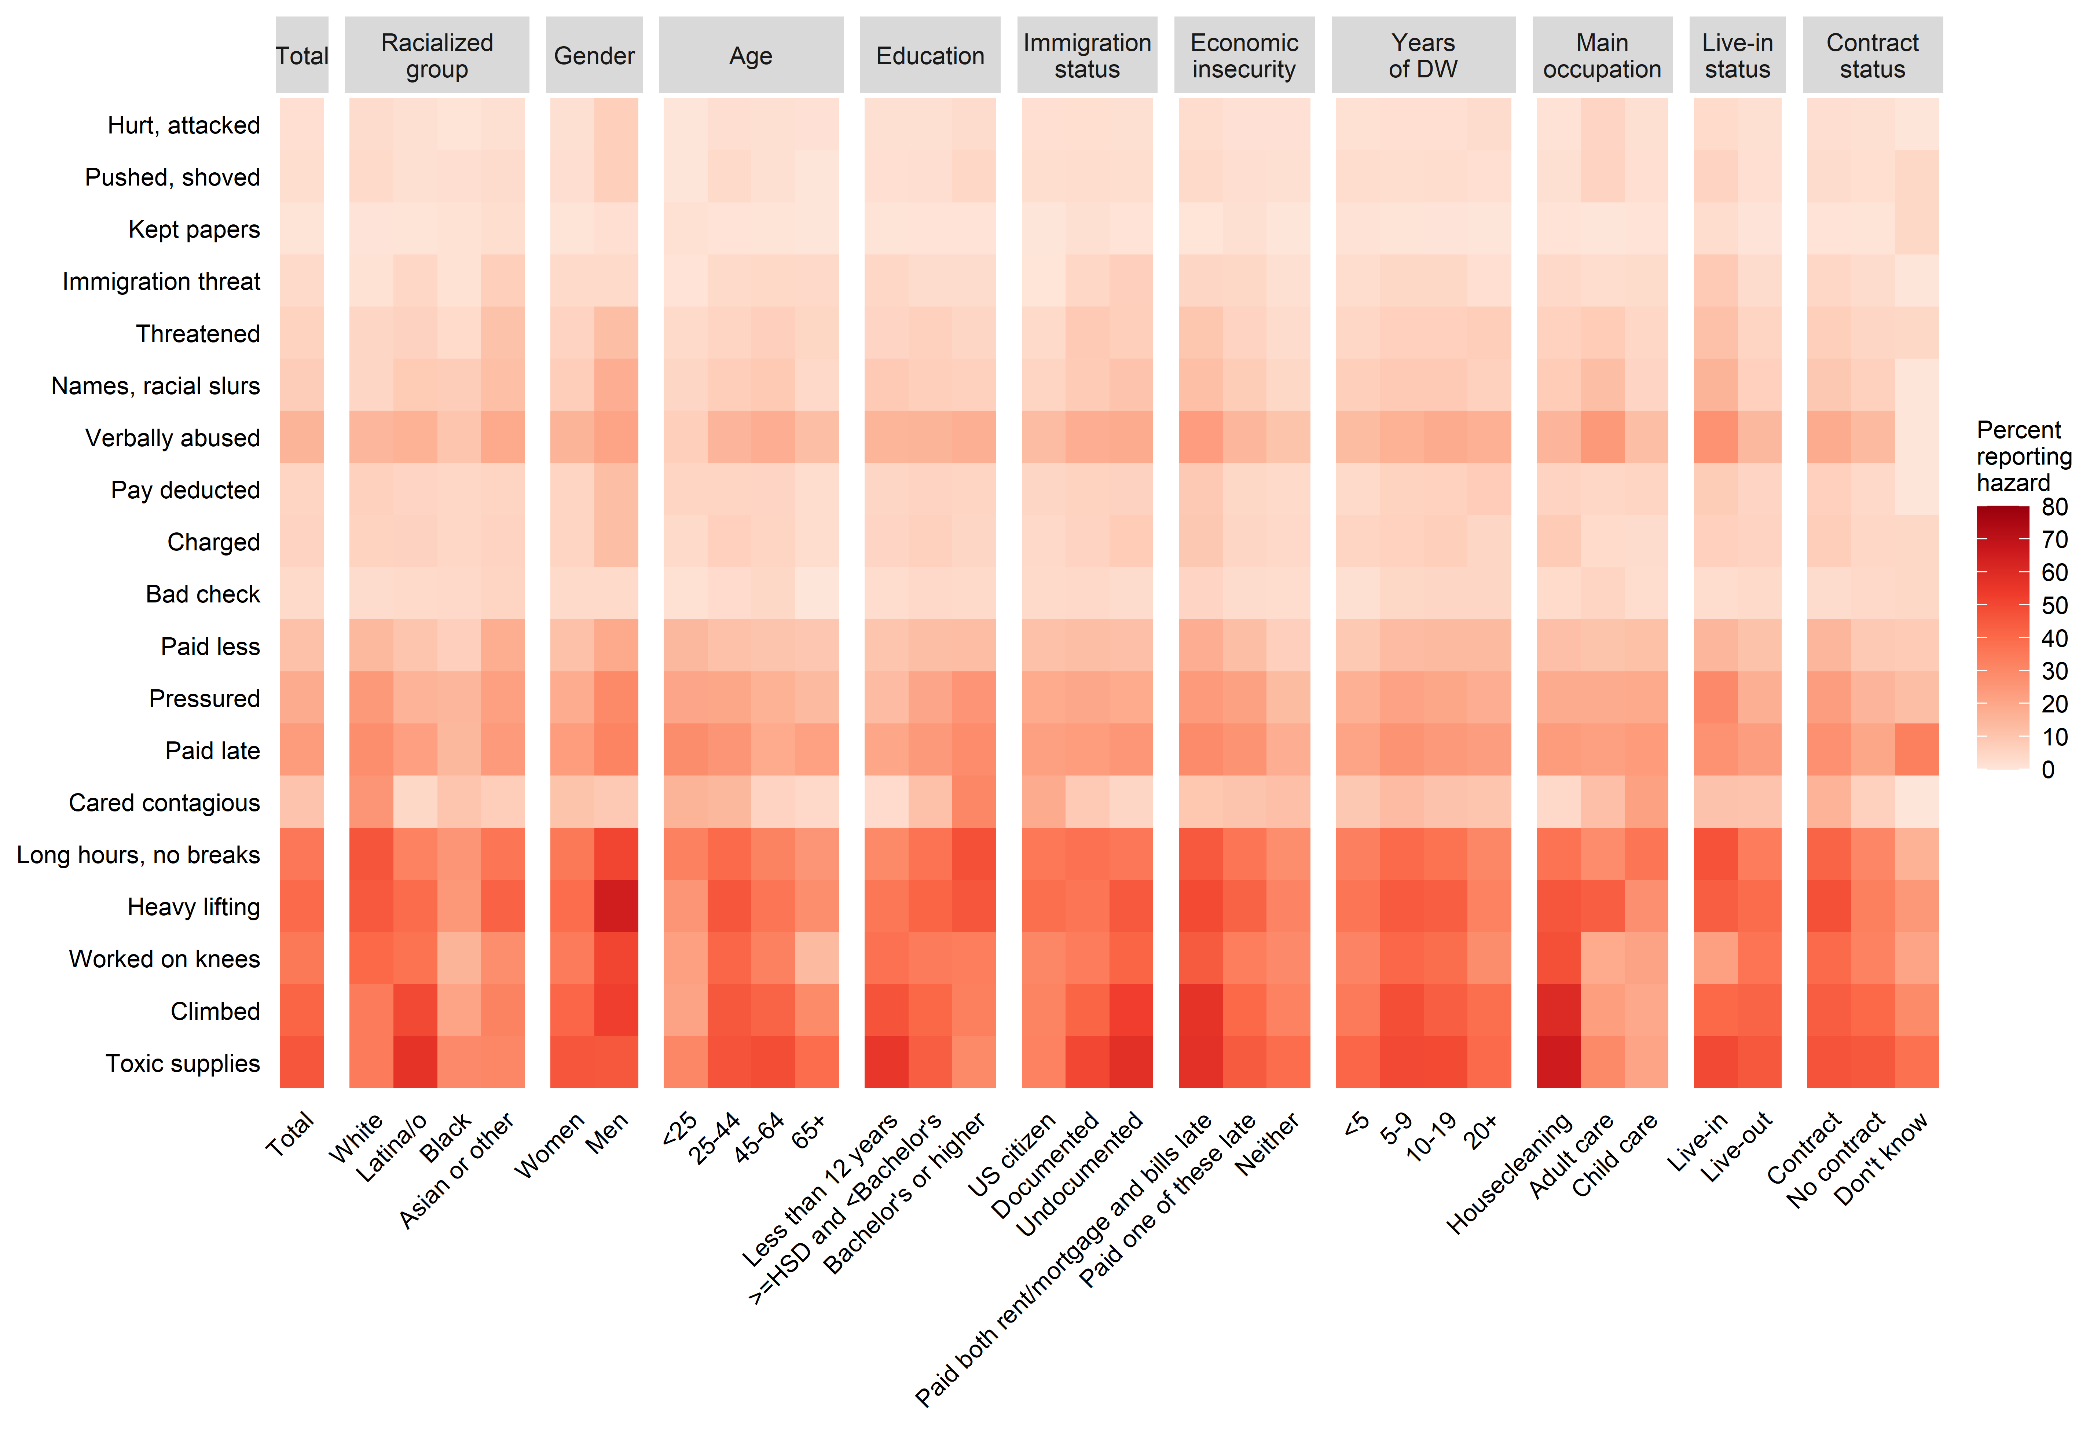 Total
Racialized
group
Gender
Age
Education
Immigration
status
Economic
insecurity
Years
of DW
Main
occupation
Live-in
status
Contract
status
Hurt, attacked
Pushed, shoved
Kept papers
Immigration threat
Threatened
Names, racial slurs
Verbally abused
Pay deducted
Charged
Bad check
Paid less
Pressured
Paid late
Cared contagious
Long hours, no breaks
Heavy lifting
Worked on knees
Climbed
Toxic supplies
Percent
reporting
hazard
80
70
60
50
40
30
20
10
0
Total
White
Latina/o
Black
Asian or other
Women
Men
<25
25-44
45-64
65+
Less than 12 years
>=HSD and <Bachelor's
Bachelor's or higher
US citizen
Documented
Undocumented
Paid both rent/mortgage and bills late
Paid one of these late
Neither
<5
5-9
10-19
20+
Housecleaning
Adult care
Child care
Live-in
Live-out
Contract
No contract
Don't know